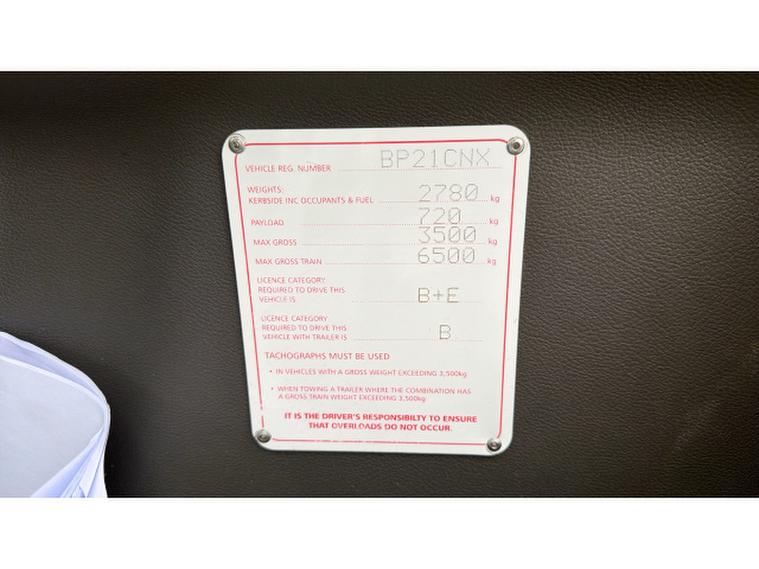 VEHICLE REG. NUMBER BP21CNX
WEIGHTS:
KERBSIDE INC OCCUPANTS & FUEL 2780 kg
PAYLOAD 720
MAX GROSS 3500 kg
MAX GROSS TRAIN 6500 kg
LICENCE CATEGORY
REQUIRED TO DRIVE THIS
VEHICLE IS B+E
LICENCE CATEGORY
REQUIRED TO DRIVE THIS
VEHICLE WITH TRAILER IS B
TACHOGRAPHS MUST BE USED
• IN VEHICLES WITH A GROSS WEIGHT EXCEEDING 3,500kg
• WHEN TOWING A TRAILER WHERE THE COMBINATION HAS
A GROSS TRAIN WEIGHT EXCEEDING 3,500kg
IT IS THE DRIVER'S RESPONSIBILTY TO ENSURE
THAT OVERLOADS DO NOT OCCUR.